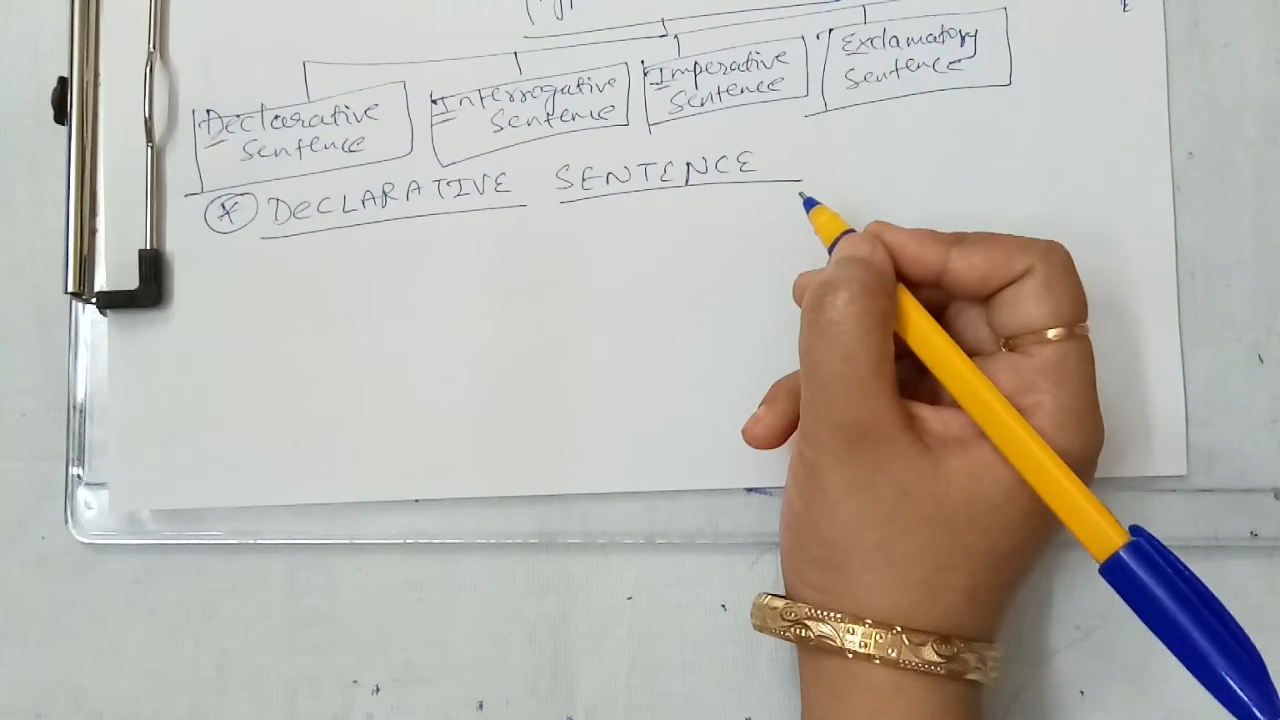 Declarative
Sentence
Interrogative
Sentence
Imperative
Sentence
Exclamatory
Sentence
* DECLARATIVE SENTENCE